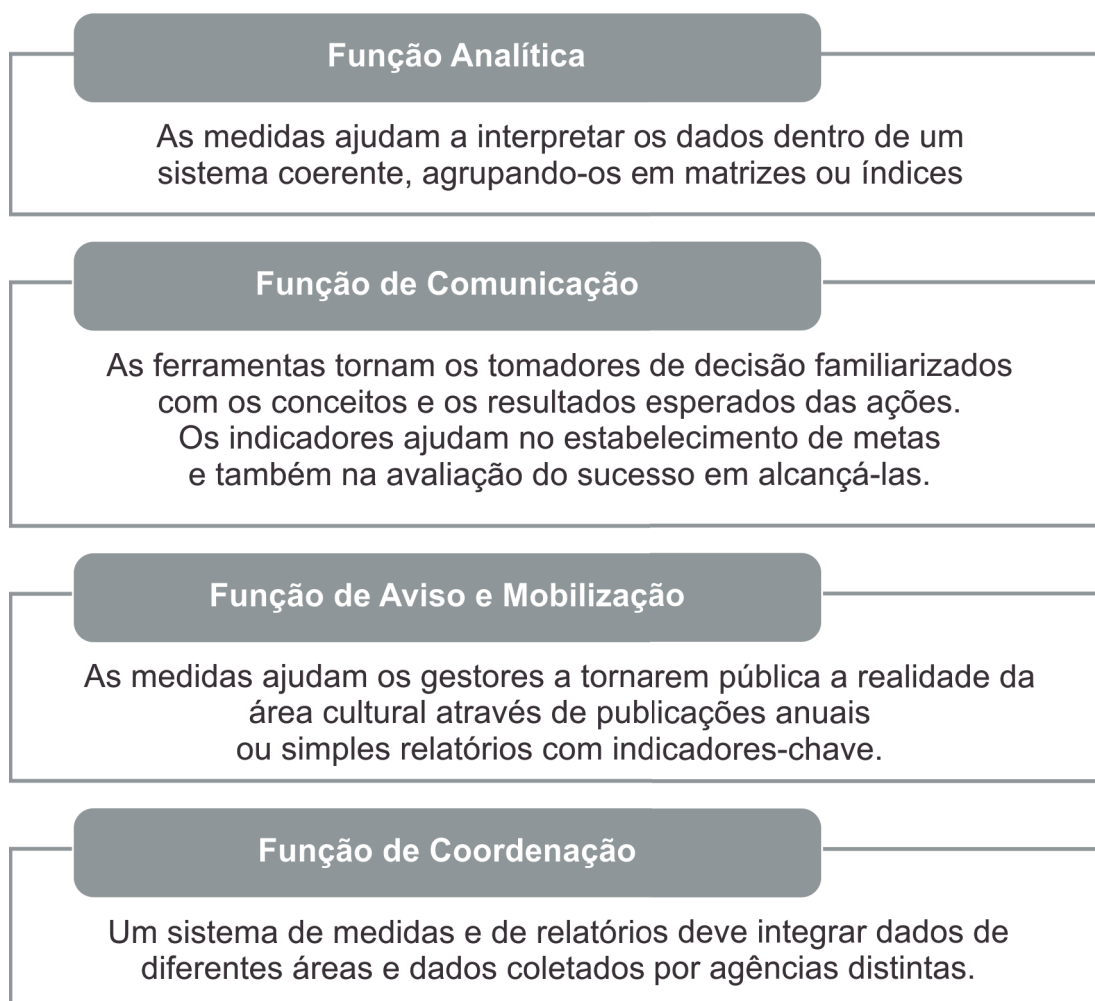 Função Analítica
As medidas ajudam a interpretar os dados dentro de um
sistema coerente, agrupando-os em matrizes ou índices
Função de Comunicação
As ferramentas tornam os tomadores de decisão familiarizados
com os conceitos e os resultados esperados das ações.
Os indicadores ajudam no estabelecimento de metas
e também na avaliação do sucesso em alcançá-las.
Função de Aviso e Mobilização
As medidas ajudam os gestores a tornarem pública a realidade da
área cultural através de publicações anuais
ou simples relatórios com indicadores-chave.
Função de Coordenação
Um sistema de medidas e de relatórios deve integrar dados de
diferentes áreas e dados coletados por agências distintas.